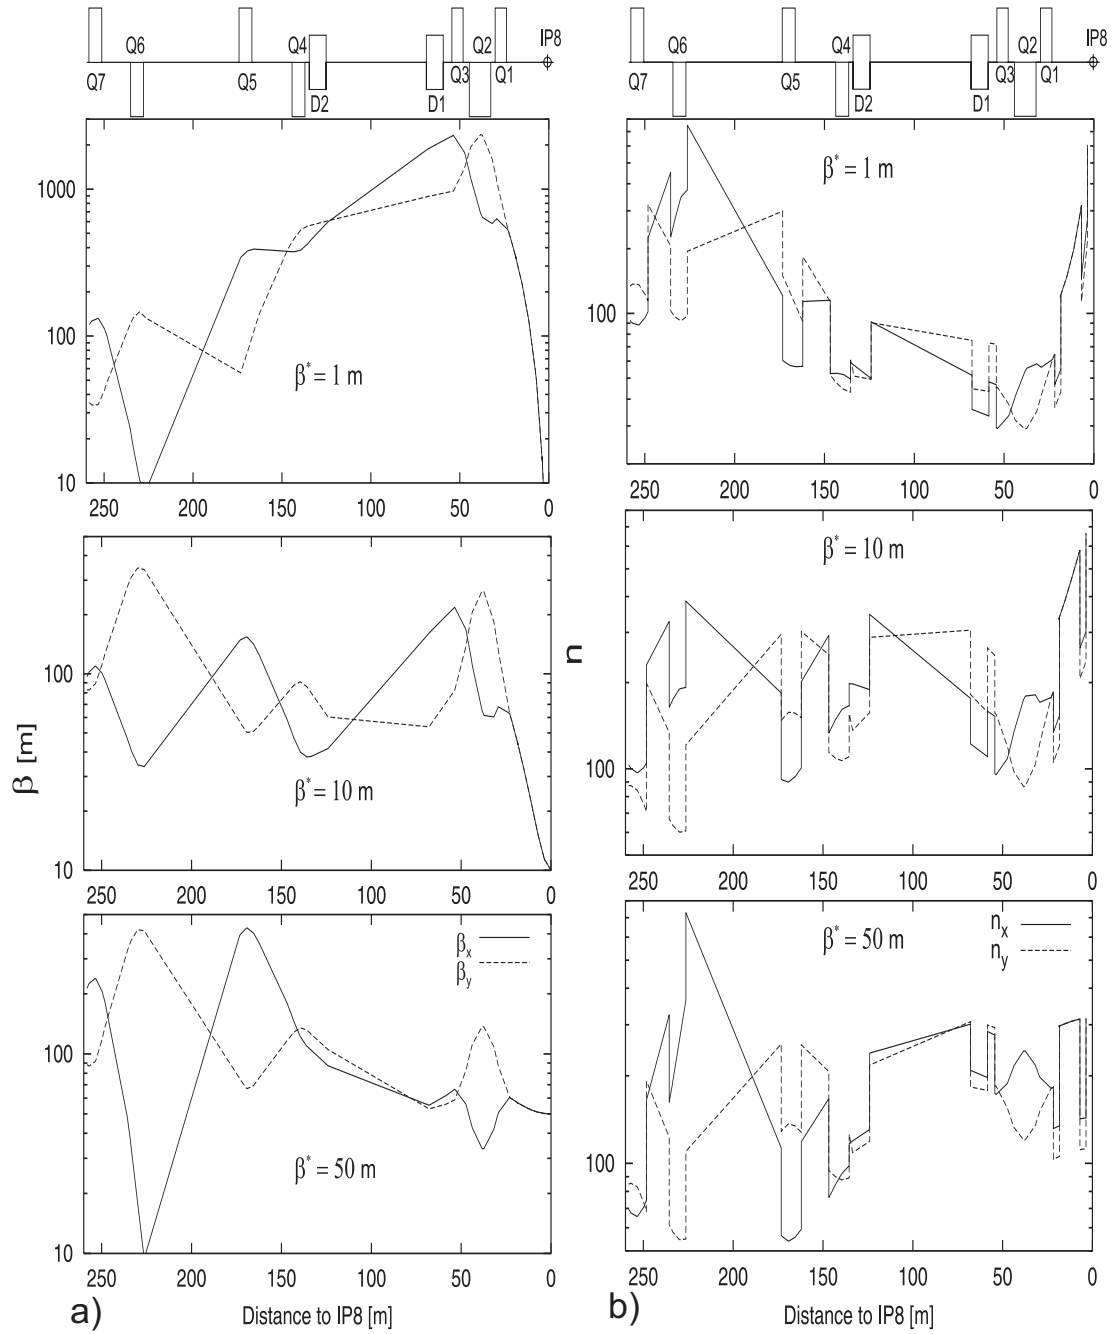 Q6 Q4 Q2 IP8
Q7 Q5 D2 D1 Q3 Q1
1000
100
10
β* = 1 m
250 200 150 100 50 0
β [m]
100
10
β* = 10 m
250 200 150 100 50 0
βx
βy
100
10
β* = 50 m
250 200 150 100 50 0
a) Distance to IP8 [m]
Q6 Q4 Q2 IP8
Q7 Q5 D2 D1 Q3 Q1
β* = 1 m
100
250 200 150 100 50 0
β* = 10 m
n
100
250 200 150 100 50 0
β* = 50 m
nx
ny
100
250 200 150 100 50 0
b) Distance to IP8 [m]